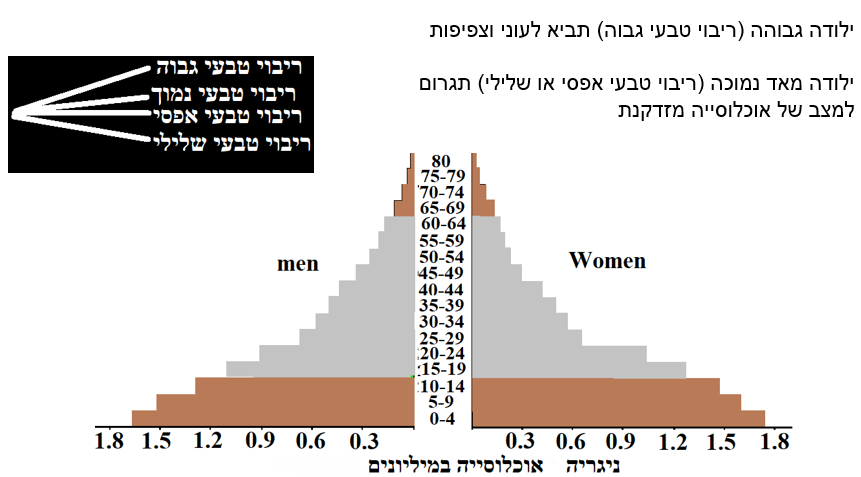 ילודה גבוהה (ריבוי טבעי גבוה) תביא לעוני וצפיפות
ילודה מאד נמוכה (ריבוי טבעי אפסי או שלילי) תגרום
למצב של אוכלוסייה מזדקנת
ריבוי טבעי גבוה
ריבוי טבעי נמוך
ריבוי טבעי אפסי
ריבוי טבעי שלילי
80
75-79
70-74
65-69
60-64
55-59
50-54
45-49
40-44
35-39
30-34
25-29
20-24
15-19
10-14
5-9
0-4
men
Women
1.8 1.5 1.2 0.9 0.6 0.3
0.3 0.6 0.9 1.2 1.5 1.8
ניגריה אוכלוסייה במיליונים